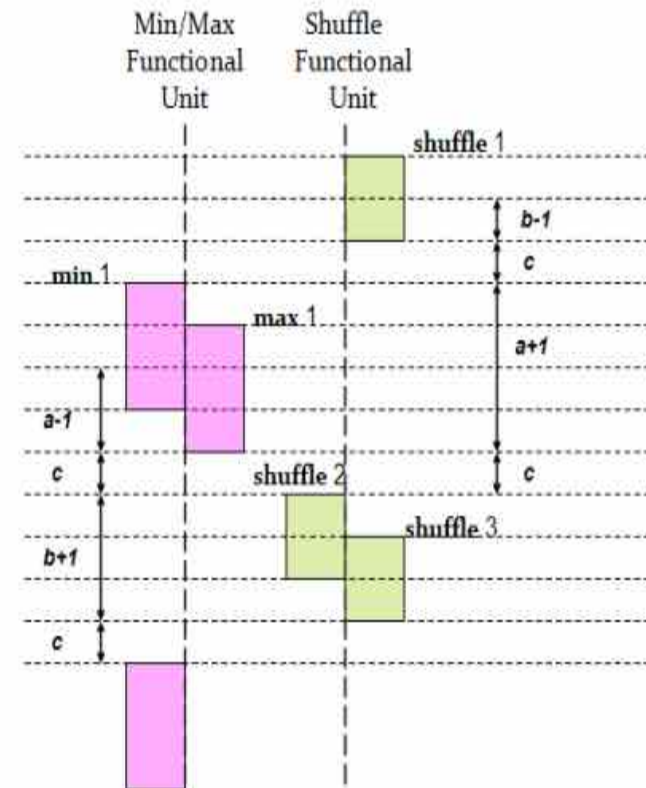 Min/Max
Functional
Unit
Shuffle
Functional
Unit
shuffle 1
b-1
c
min 1
max 1
a+1
a-1
c
shuffle 2
c
shuffle 3
b+1
c